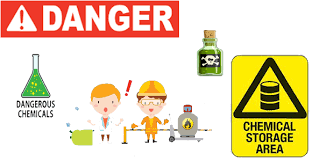 DANGER
DANGEROUS
CHEMICALS
CHEMICAL
STORAGE
AREA